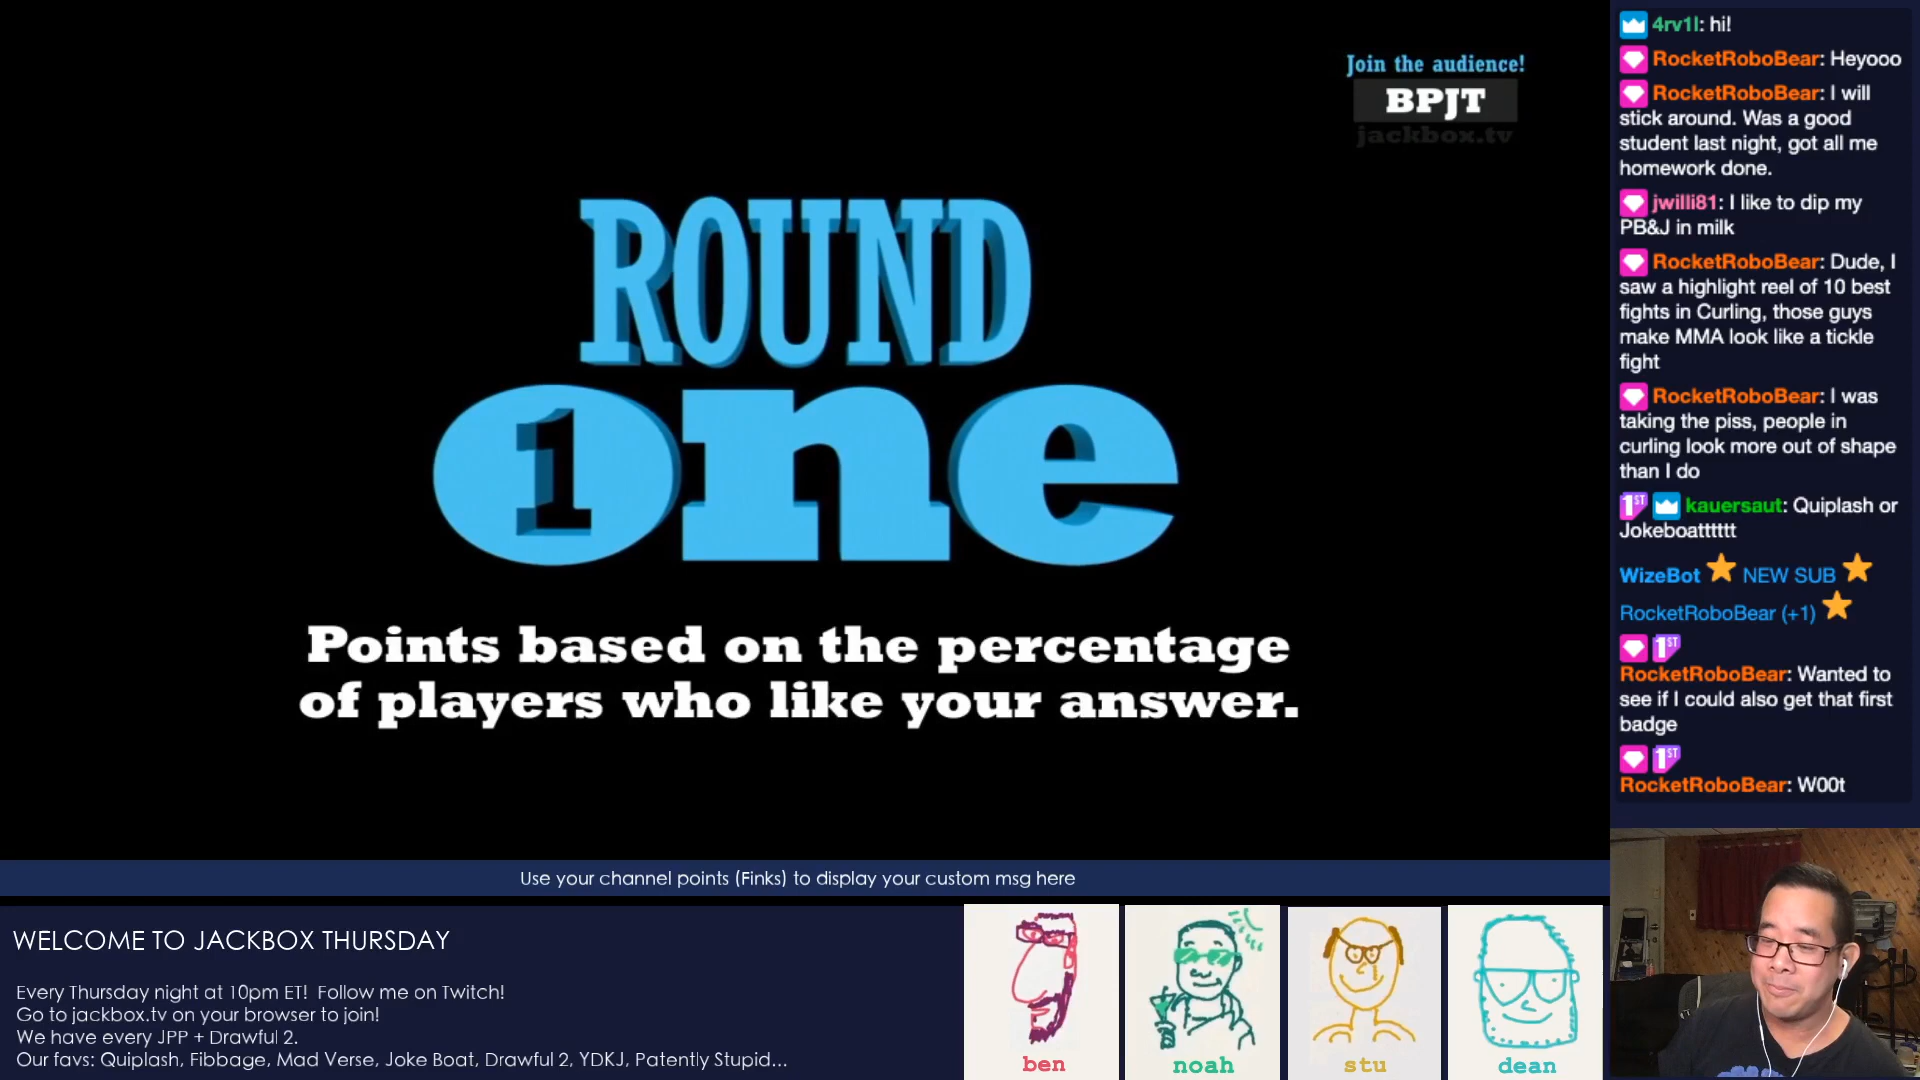 Join the audience!
BPJT
jackbox.tv
ROUND
One
1
Points based on the percentage
of players who like your answer.
Use your channel points (Finks) to display your custom msg here
WELCOME TO JACKBOX THURSDAY
Every Thursday night at 10pm ET! Follow me on Twitch!
Go to jackbox.tv on your browser to join!
We have every JPP + Drawful 2.
Our favs: Quiplash, Fibbage, Mad Verse, Joke Boat, Drawful 2, YDKJ, Patently Stupid...
ben
noah
stu
dean
4rv1l: hi!
RocketRoboBear: Heyooo
RocketRoboBear: I will
stick around. Was a good
student last night, got all me
homework done.
jwilli81: I like to dip my
PB&J in milk
RocketRoboBear: Dude, I
saw a highlight reel of 10 best
fights in Curling, those guys
make MMA look like a tickle
fight
RocketRoboBear: I was
taking the piss, people in
curling look more out of shape
than I do
1ST kauersaut: Quiplash or
Jokeboatttttt
WizeBot NEW SUB
RocketRoboBear (+1)
1ST
RocketRoboBear: Wanted to
see if I could also get that first
badge
1ST
RocketRoboBear: W00t